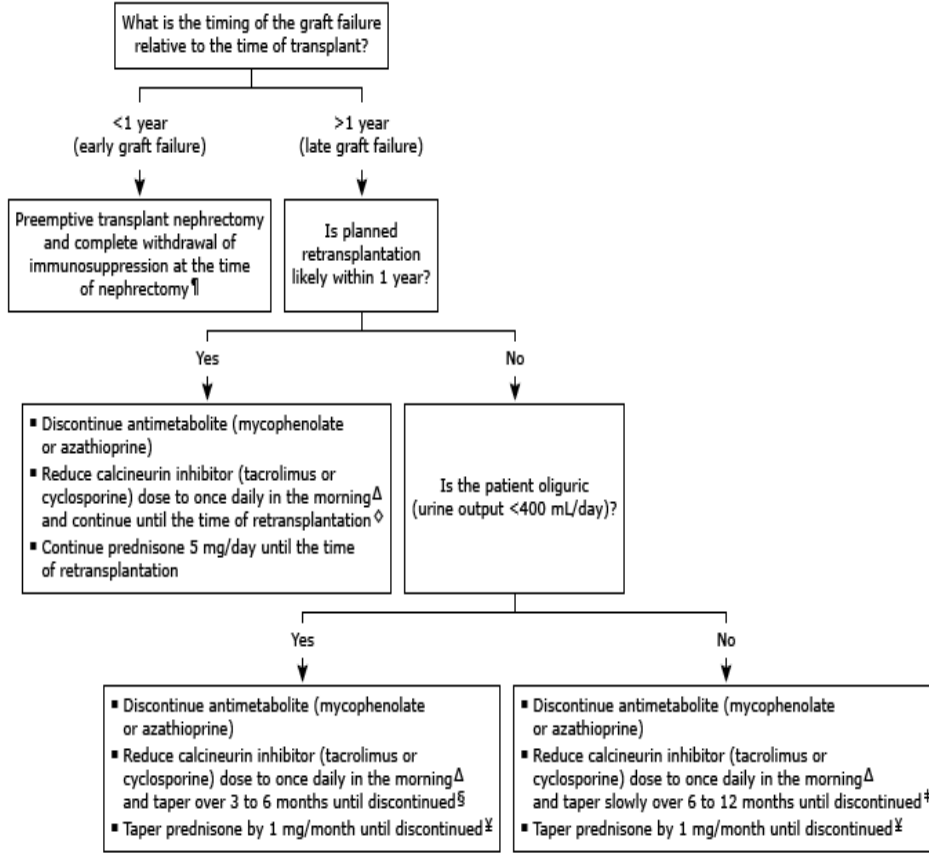 What is the timing of the graft failure
relative to the time of transplant?
<1 year
(early graft failure)
>1 year
(late graft failure)
Preemptive transplant nephrectomy
and complete withdrawal of
immunosuppression at the time
of nephrectomy¶
Is planned
retransplantation
likely within 1 year?
Yes
No
▪ Discontinue antimetabolite (mycophenolate
or azathioprine)
▪ Reduce calcineurin inhibitor (tacrolimus or
cyclosporine) dose to once daily in the morningΔ
and continue until the time of retransplantation◊
▪ Continue prednisone 5 mg/day until the time
of retransplantation
Is the patient oliguric
(urine output <400 mL/day)?
Yes
No
▪ Discontinue antimetabolite (mycophenolate
or azathioprine)
▪ Reduce calcineurin inhibitor (tacrolimus or
cyclosporine) dose to once daily in the morningΔ
and taper over 3 to 6 months until discontinued§
▪ Taper prednisone by 1 mg/month until discontinued¥
▪ Discontinue antimetabolite (mycophenolate
or azathioprine)
▪ Reduce calcineurin inhibitor (tacrolimus or
cyclosporine) dose to once daily in the morningΔ
and taper slowly over 6 to 12 months until discontinued‡
▪ Taper prednisone by 1 mg/month until discontinued¥